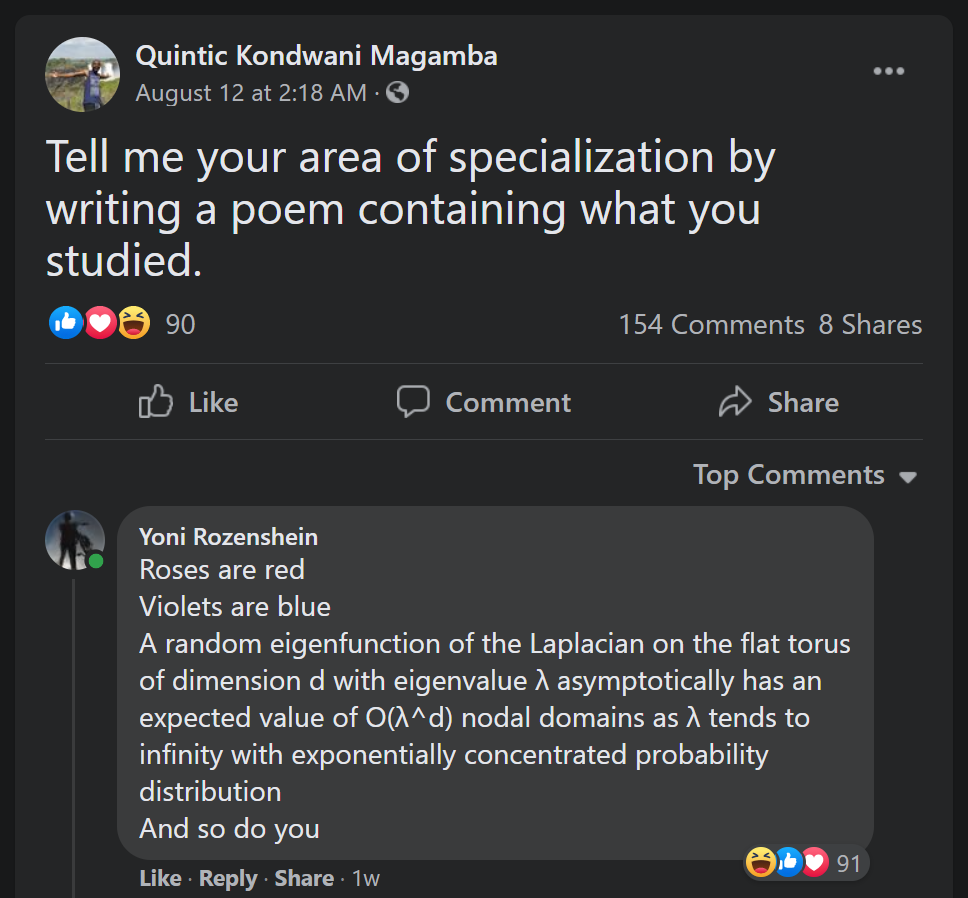 Quintic Kondwani Magamba
August 12 at 2:18 AM ·
Tell me your area of specialization by
writing a poem containing what you
studied.
90
154 Comments 8 Shares
Like
Comment
Share
Top Comments
Yoni Rozenshein
Roses are red
Violets are blue
A random eigenfunction of the Laplacian on the flat torus
of dimension d with eigenvalue λ asymptotically has an
expected value of O(λ^d) nodal domains as λ tends to
infinity with exponentially concentrated probability
distribution
And so do you
91
Like · Reply · Share · 1w